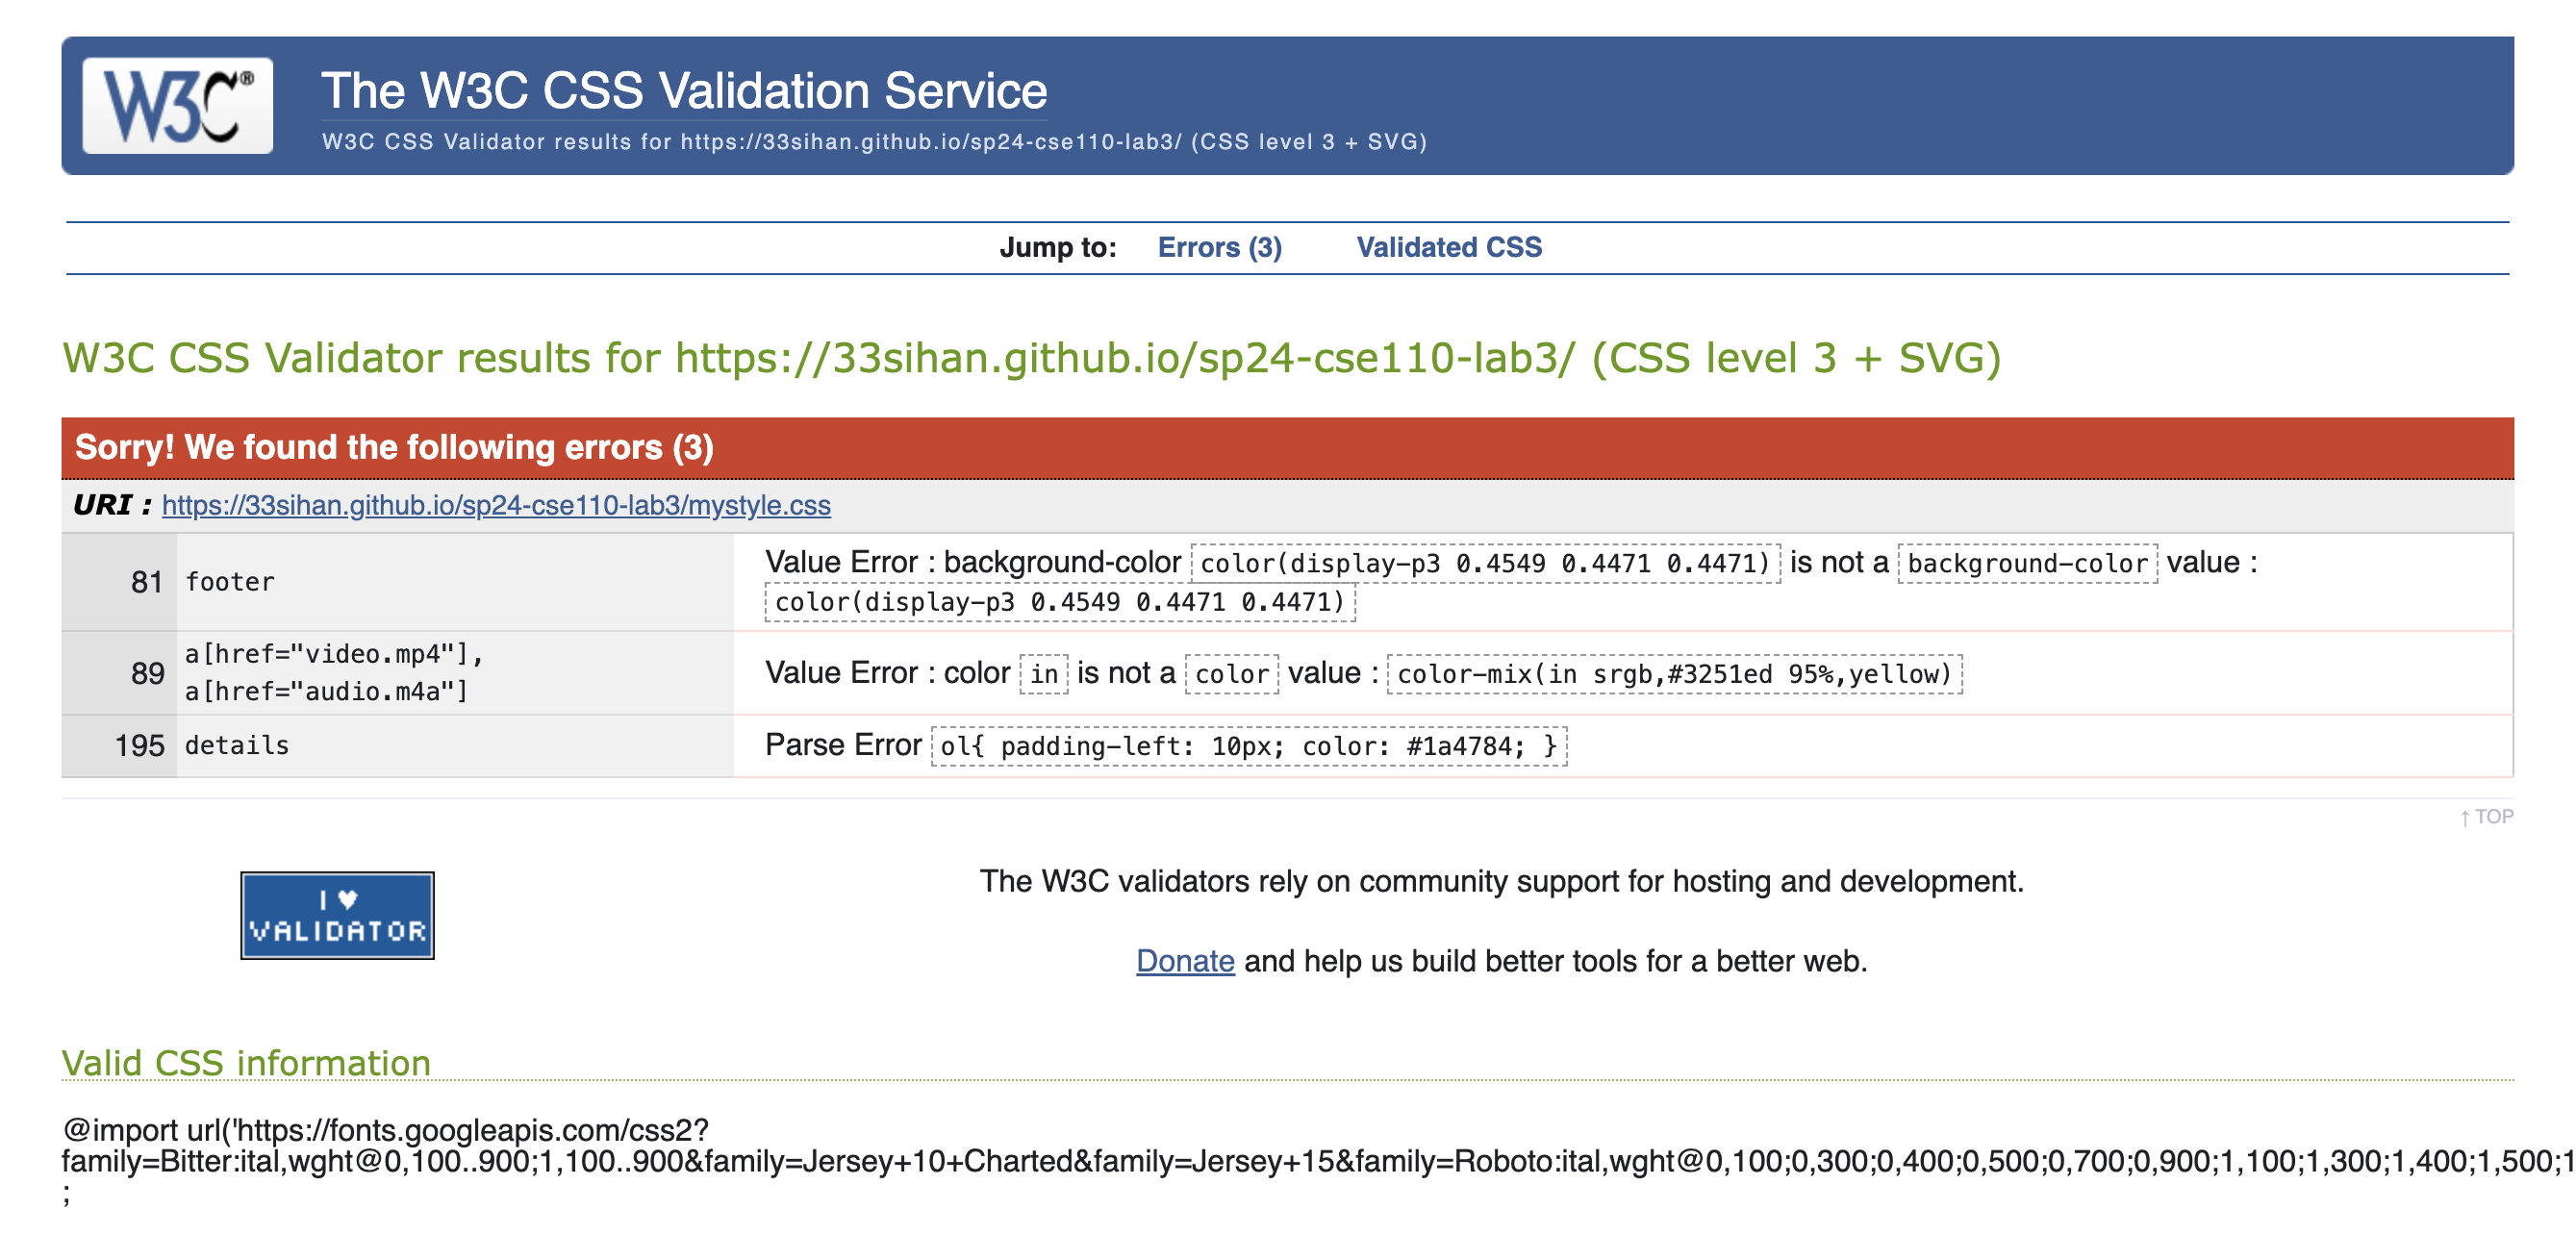 W3C®
The W3C CSS Validation Service
W3C CSS Validator results for https://33sihan.github.io/sp24-cse110-lab3/ (CSS level 3 + SVG)
Jump to: Errors (3) Validated CSS
W3C CSS Validator results for https://33sihan.github.io/sp24-cse110-lab3/ (CSS level 3 + SVG)
Sorry! We found the following errors (3)
URI : https://33sihan.github.io/sp24-cse110-lab3/mystyle.css
81 footer Value Error : background-color color(display-p3 0.4549 0.4471 0.4471) is not a background-color value :
color(display-p3 0.4549 0.4471 0.4471)
89 a[href="video.mp4"],
a[href="audio.m4a"] Value Error : color in is not a color value : color-mix(in srgb,#3251ed 95%,yellow)
195 details Parse Error ol{ padding-left: 10px; color: #1a4784; }
↑ TOP
I ♥
VALIDATOR
The W3C validators rely on community support for hosting and development.
Donate and help us build better tools for a better web.
Valid CSS information
@import url('https://fonts.googleapis.com/css2?
family=Bitter:ital,wght@0,100..900;1,100..900&family=Jersey+10+Charted&family=Jersey+15&family=Roboto:ital,wght@0,100;0,300;0,400;0,500;0,700;0,900;1,100;1,300;1,400;1,500;1
;